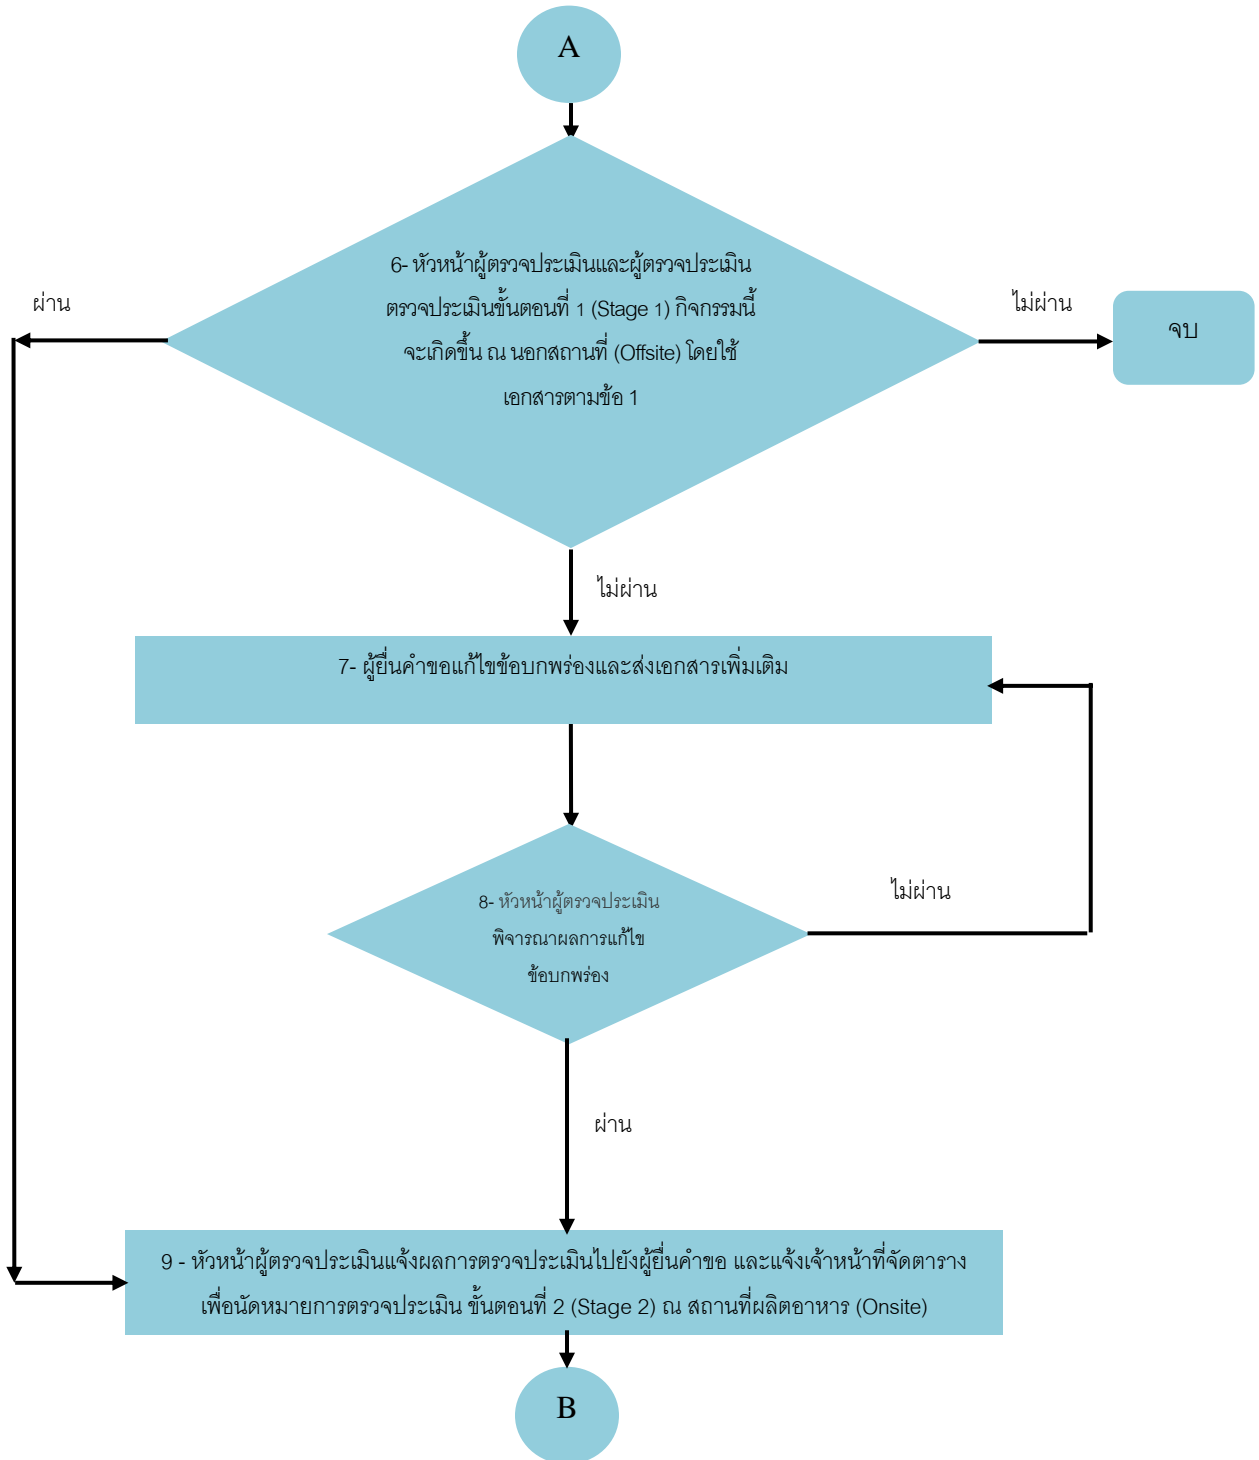 A
6- หัวหน้าผู้ตรวจประเมินและผู้ตรวจประเมิน
ตรวจประเมินขั้นตอนที่ 1 (Stage 1) กิจกรรมนี้
จะเกิดขึ้น ณ นอกสถานที่ (Offsite) โดยใช้
เอกสารตามข้อ 1
ผ่าน
ไม่ผ่าน
จบ
ไม่ผ่าน
7- ผู้ยื่นคำขอแก้ไขข้อบกพร่องและส่งเอกสารเพิ่มเติม
8- หัวหน้าผู้ตรวจประเมิน
พิจารณาผลการแก้ไข
ข้อบกพร่อง
ไม่ผ่าน
ผ่าน
9 - หัวหน้าผู้ตรวจประเมินแจ้งผลการตรวจประเมินไปยังผู้ยื่นคำขอ และแจ้งเจ้าหน้าที่จัดตาราง
เพื่อนัดหมายการตรวจประเมิน ขั้นตอนที่ 2 (Stage 2) ณ สถานที่ผลิตอาหาร (Onsite)
B